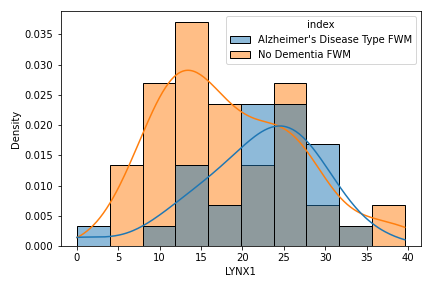 index
Alzheimer's Disease Type FWM
No Dementia FWM
0.035
0.030
0.025
0.020
0.015
0.010
0.005
0.000
Density
0 5 10 15 20 25 30 35 40
LYNX1